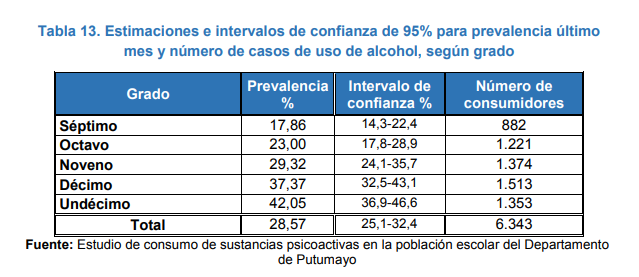 Tabla 13. Estimaciones e intervalos de confianza de 95% para prevalencia último
mes y número de casos de uso de alcohol, según grado
Grado Prevalencia % Intervalo de confianza % Número de consumidores
Séptimo 17,86 14,3-22,4 882
Octavo 23,00 17,8-28,9 1.221
Noveno 29,32 24,1-35,7 1.374
Décimo 37,37 32,5-43,1 1.513
Undécimo 42,05 36,9-46,6 1.353
Total 28,57 25,1-32,4 6.343
Fuente: Estudio de consumo de sustancias psicoactivas en la población escolar del Departamento
de Putumayo